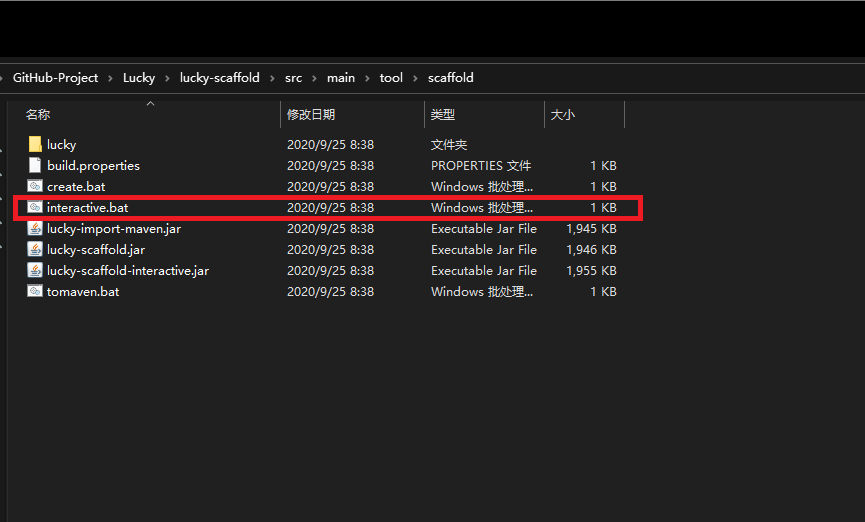 GitHub-Project › Lucky › lucky-scaffold › src › main › tool › scaffold
名称 修改日期 类型 大小
lucky 2020/9/25 8:38 文件夹
build.properties 2020/9/25 8:38 PROPERTIES 文件 1 KB
create.bat 2020/9/25 8:38 Windows 批处理... 1 KB
interactive.bat 2020/9/25 8:38 Windows 批处理... 1 KB
lucky-import-maven.jar 2020/9/25 8:38 Executable Jar File 1,945 KB
lucky-scaffold.jar 2020/9/25 8:38 Executable Jar File 1,946 KB
lucky-scaffold-interactive.jar 2020/9/25 8:38 Executable Jar File 1,955 KB
tomaven.bat 2020/9/25 8:38 Windows 批处理... 1 KB